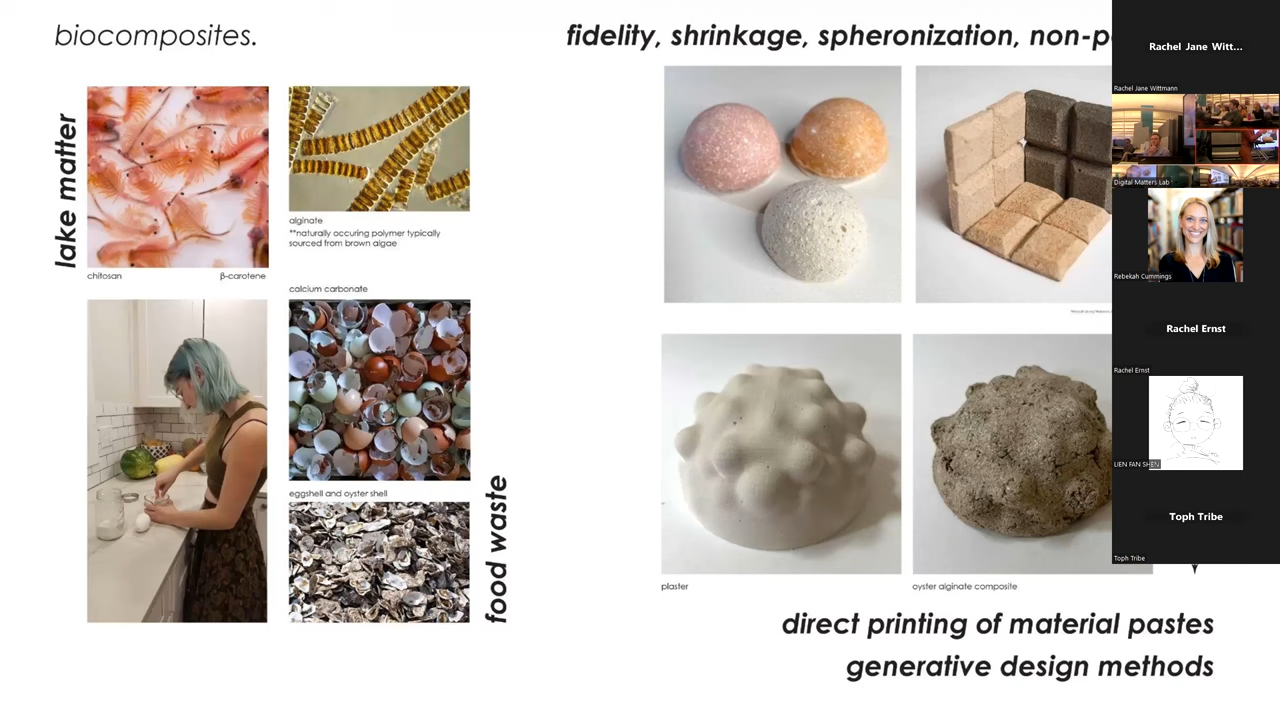 biocomposites.
fidelity, shrinkage, spheronization,
lake matter
chitosan
β-carotene
alginate
**naturally occuring polymer typically
sourced from brown algae
calcium carbonate
eggshell and oyster shell
food waste
plaster
oyster alginate composite
direct printing of material pastes
generative design methods
Rachel Jane Witt...
Rachel Jane Wittmann
Digital Matters Lab
Rebekah Cummings
Rachel Ernst
Rachel Ernst
LIEN FAN SHEN
Toph Tribe
Toph Tribe